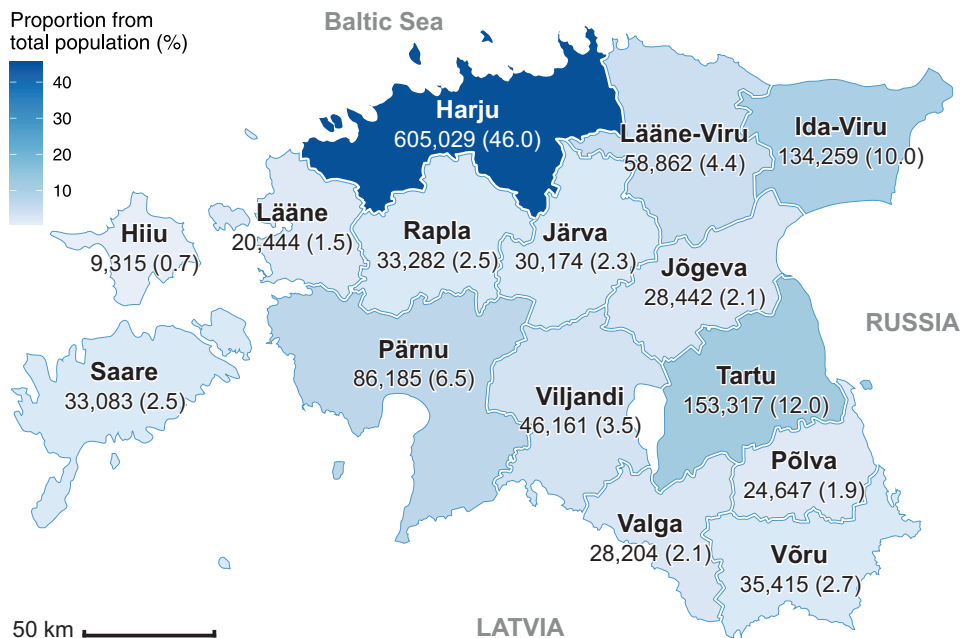 Proportion from
total population (%)
40
30
20
10
Baltic Sea
Harju
605,029 (46.0)
Lääne-Viru
58,862 (4.4)
Ida-Viru
134,259 (10.0)
Hiiu
9,315 (0.7)
Lääne
20,444 (1.5)
Rapla
33,282 (2.5)
Järva
30,174 (2.3)
Jõgeva
28,442 (2.1)
RUSSIA
Saare
33,083 (2.5)
Pärnu
86,185 (6.5)
Viljandi
46,161 (3.5)
Tartu
153,317 (12.0)
Põlva
24,647 (1.9)
Valga
28,204 (2.1)
Võru
35,415 (2.7)
50 km
LATVIA